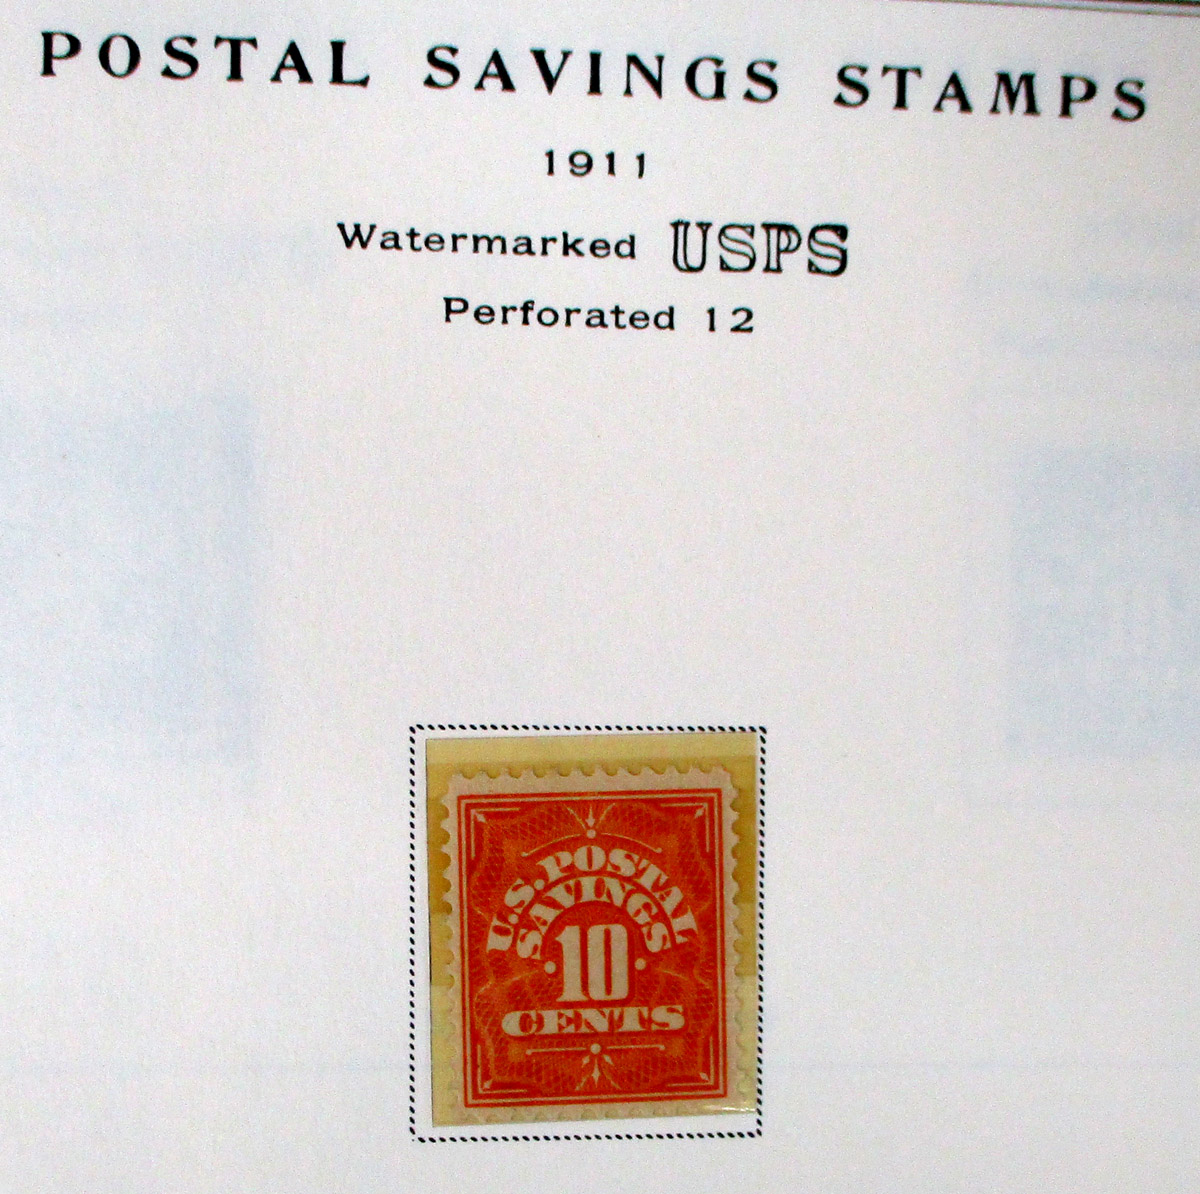 POSTAL SAVINGS STAMPS
1911
Watermarked USPS
Perforated 12
U.S. POSTAL
SAVINGS
10
CENTS